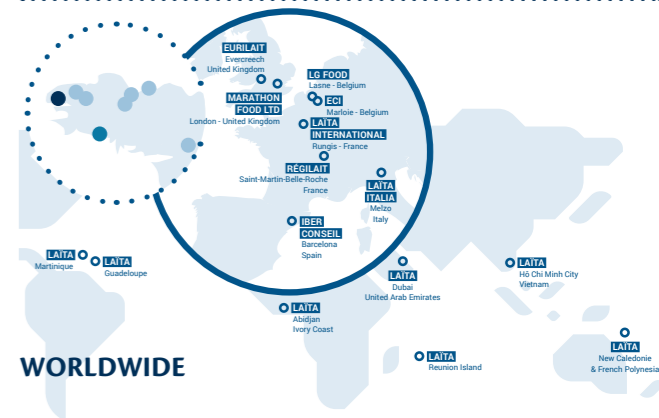 EURILAIT
Evercreech
United Kingdom
LG FOOD
Lasne - Belgium
MARATHON
FOOD LTD
London - United Kingdom
ECI
Marloie - Belgium
LAÏTA
INTERNATIONAL
Rungis - France
RÉGILAIT
Saint-Martin-Belle-Roche
France
LAÏTA
ITALIA
Melzo
Italy
IBER
CONSEIL
Barcelona
Spain
LAÏTA
Martinique
LAÏTA
Guadeloupe
LAÏTA
Dubai
United Arab Emirates
LAÏTA
Hô Chi Minh City
Vietnam
LAÏTA
Abidjan
Ivory Coast
LAÏTA
Reunion Island
LAÏTA
New Caledonia
& French Polynesia
WORLDWIDE